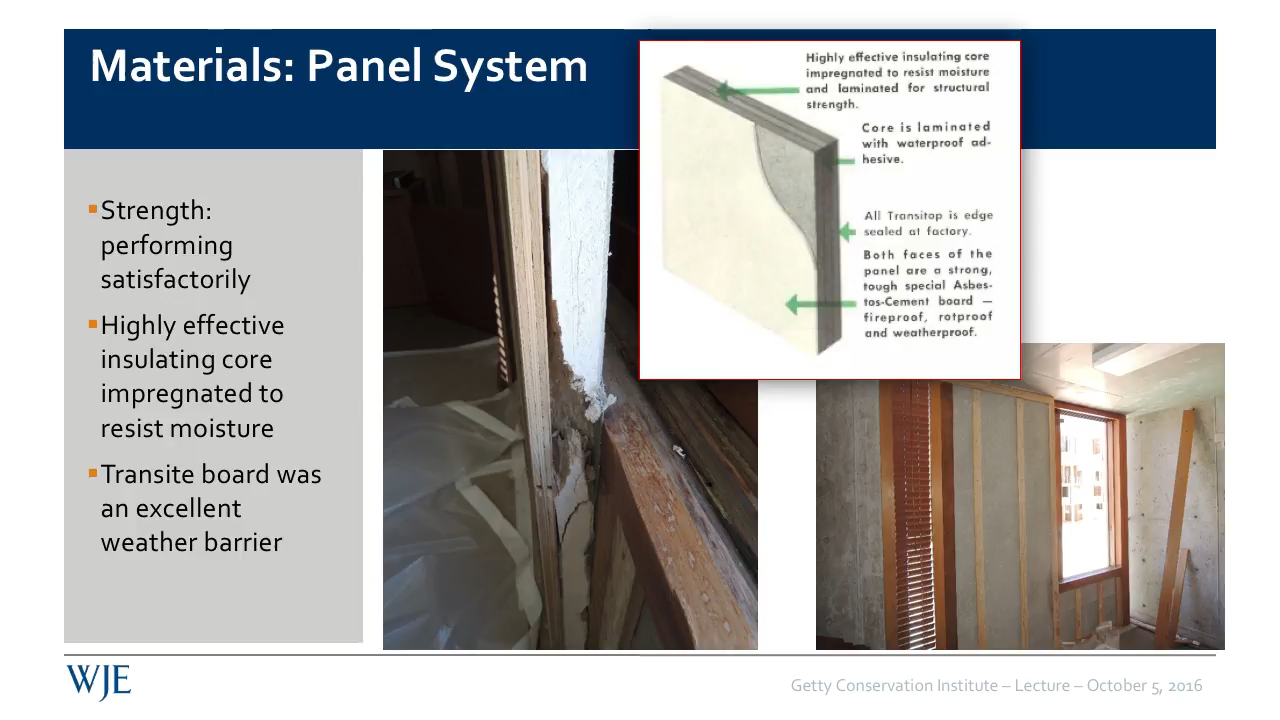 Materials: Panel System
Highly effective insulating core
impregnated to resist moisture
and laminated for structural
strength.
Core is laminated
with waterproof ad-
hesive.
All Transitop is edge
sealed at factory.
Both faces of the
panel are a strong,
tough special Asbes-
tos-Cement board —
fireproof, rotproof
and weatherproof.
▪Strength:
performing
satisfactorily
▪Highly effective
insulating core
impregnated to
resist moisture
▪Transite board was
an excellent
weather barrier
WJE
Getty Conservation Institute – Lecture – October 5, 2016